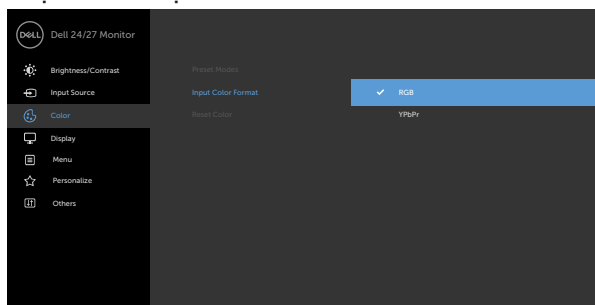 DELL Dell 24/27 Monitor
Brightness/Contrast
Input Source
Color
Display
Menu
Personalize
Others
Preset Modes
Input Color Format
Reset Color
RGB
YPbPr